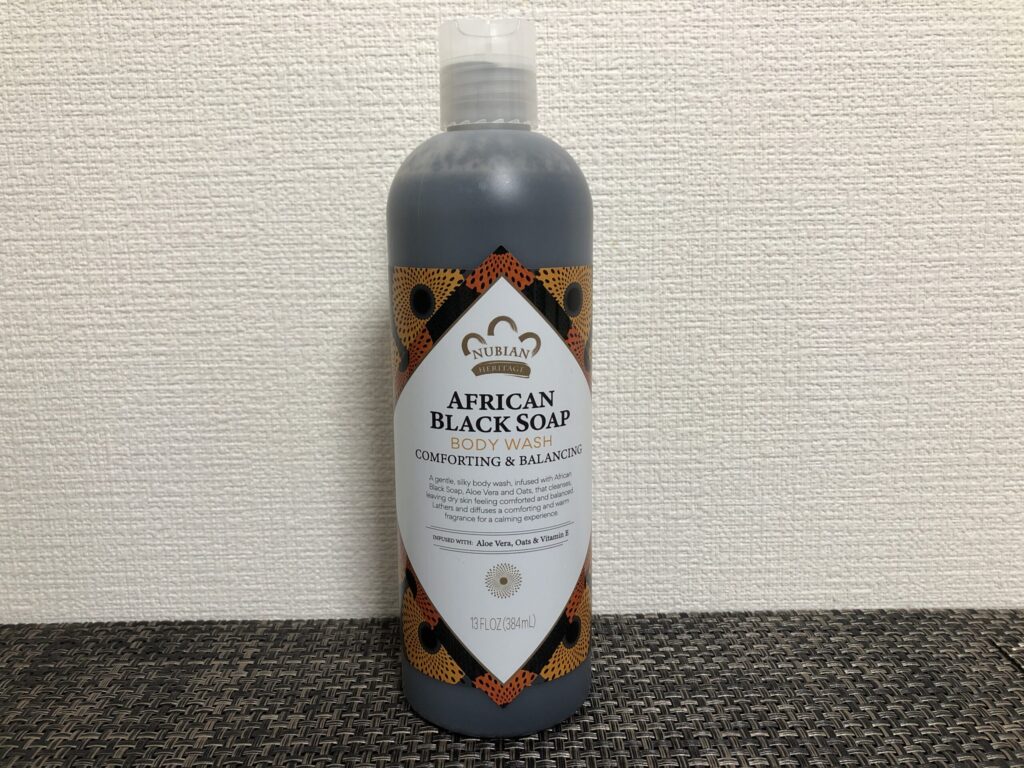 NUBIAN
HERITAGE
AFRICAN
BLACK SOAP
BODY WASH
COMFORTING & BALANCING
A gentle, silky body wash, infused with African
Black Soap, Aloe Vera and Oats, that cleanses,
leaving dry skin feeling comforted and balanced.
Lathers and diffuses a comforting and warm
fragrance for a calming experience.
INFUSED WITH: Aloe Vera, Oats & Vitamin E
13 FL OZ (384mL)